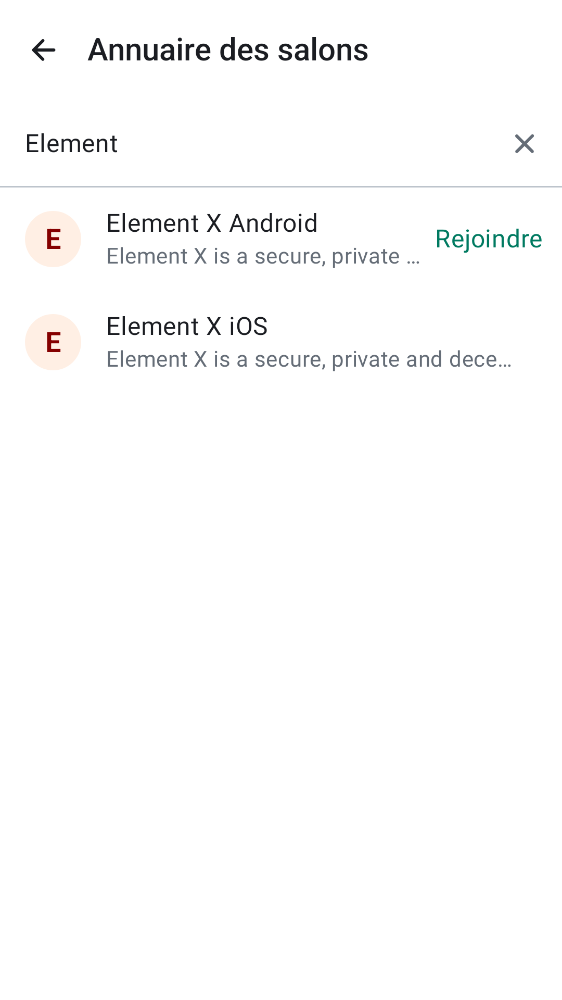 Annuaire des salons
Element
E
Element X Android
Element X is a secure, private ...
Rejoindre
E
Element X iOS
Element X is a secure, private and dece...